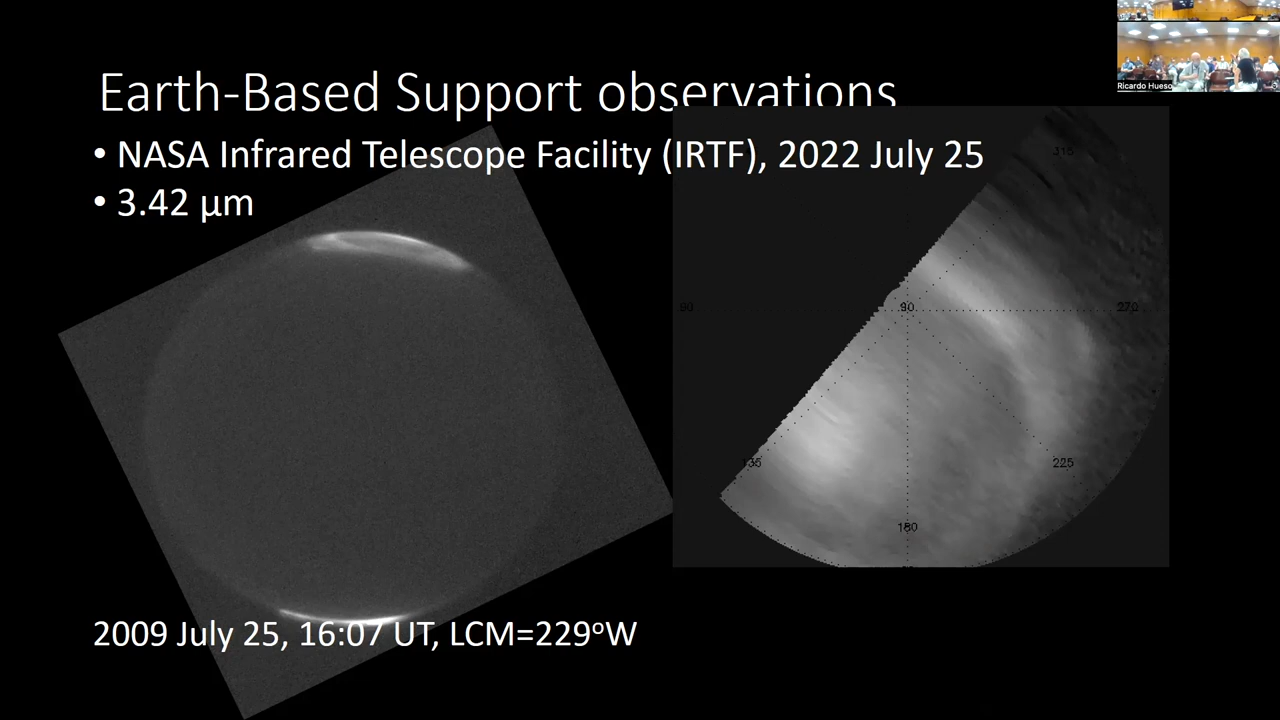 Earth-Based Support observations
• NASA Infrared Telescope Facility (IRTF), 2022 July 25
• 3.42 µm
2009 July 25, 16:07 UT, LCM=229ºW
Ricardo Hueso
315
90
90
270
135
225
180